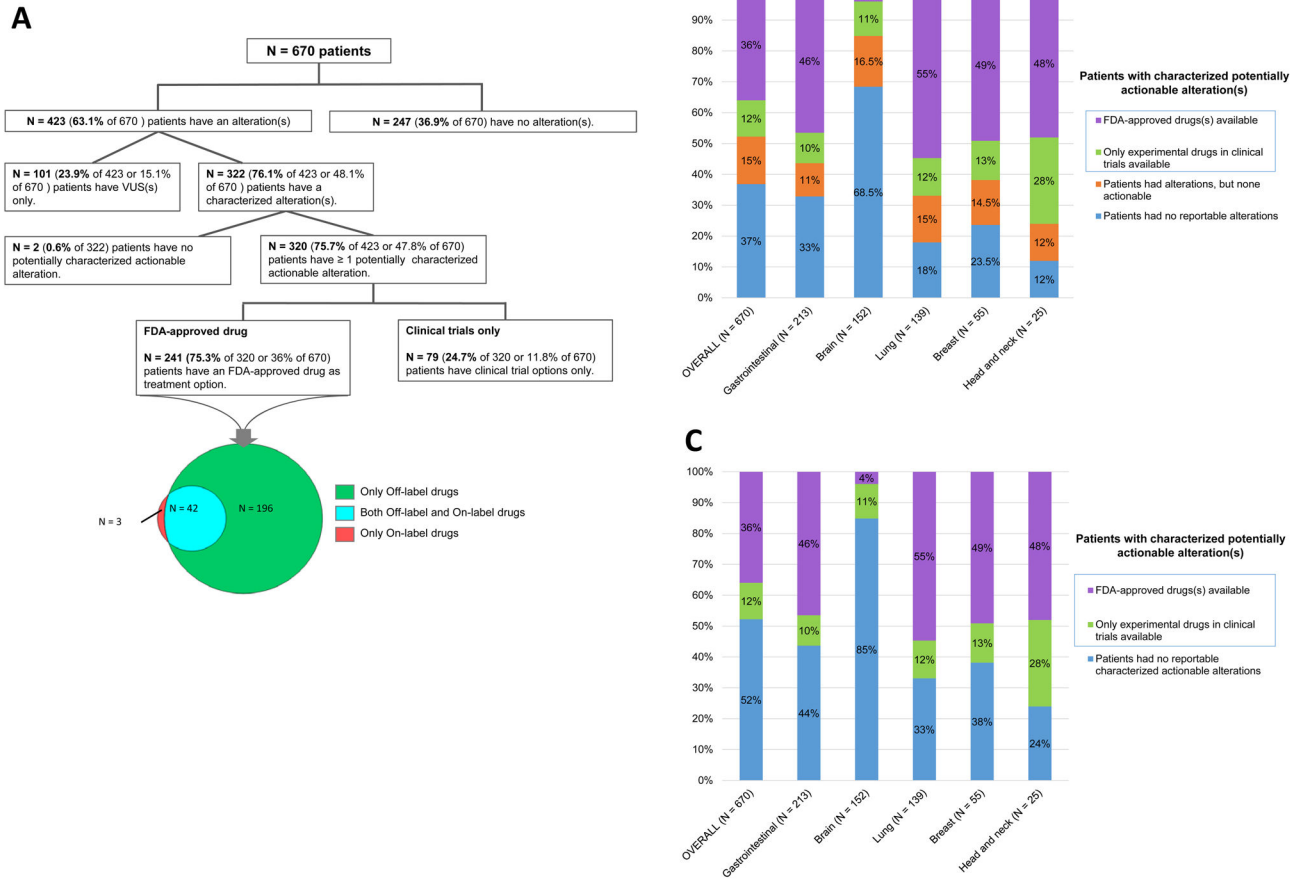 A
N = 670 patients
N = 423 (63.1% of 670 ) patients have an alteration(s)
N = 247 (36.9% of 670) have no alteration(s).
N = 101 (23.9% of 423 or 15.1%
of 670 ) patients have VUS(s)
only.
N = 322 (76.1% of 423 or 48.1%
of 670 ) patients have a
characterized alteration(s).
N = 2 (0.6% of 322) patients have no
potentially characterized actionable
alteration.
N = 320 (75.7% of 423 or 47.8% of 670)
patients have ≥ 1 potentially characterized
actionable alteration.
FDA-approved drug
N = 241 (75.3% of 320 or 36% of 670)
patients have an FDA-approved drug as
treatment option.
Clinical trials only
N = 79 (24.7% of 320 or 11.8% of 670)
patients have clinical trial options only.
N = 3
N = 42
N = 196
Only Off-label drugs
Both Off-label and On-label drugs
Only On-label drugs
90%
80%
70%
60%
50%
40%
30%
20%
10%
0%
36%
12%
15%
37%
46%
10%
11%
33%
11%
16.5%
68.5%
55%
12%
15%
18%
49%
13%
14.5%
23.5%
48%
28%
12%
12%
OVERALL (N = 670)
Gastrointestinal (N = 213)
Brain (N = 152)
Lung (N = 139)
Breast (N = 55)
Head and neck (N = 25)
Patients with characterized potentially
actionable alteration(s)
FDA-approved drugs(s) available
Only experimental drugs in clinical
trials available
Patients had alterations, but none
actionable
Patients had no reportable alterations
C
100%
90%
80%
70%
60%
50%
40%
30%
20%
10%
0%
36%
12%
52%
46%
10%
44%
4%
11%
85%
55%
12%
33%
49%
13%
38%
48%
28%
24%
OVERALL (N = 670)
Gastrointestinal (N = 213)
Brain (N = 152)
Lung (N = 139)
Breast (N = 55)
Head and neck (N = 25)
Patients with characterized potentially
actionable alteration(s)
FDA-approved drugs(s) available
Only experimental drugs in clinical
trials available
Patients had no reportable
characterized actionable alterations